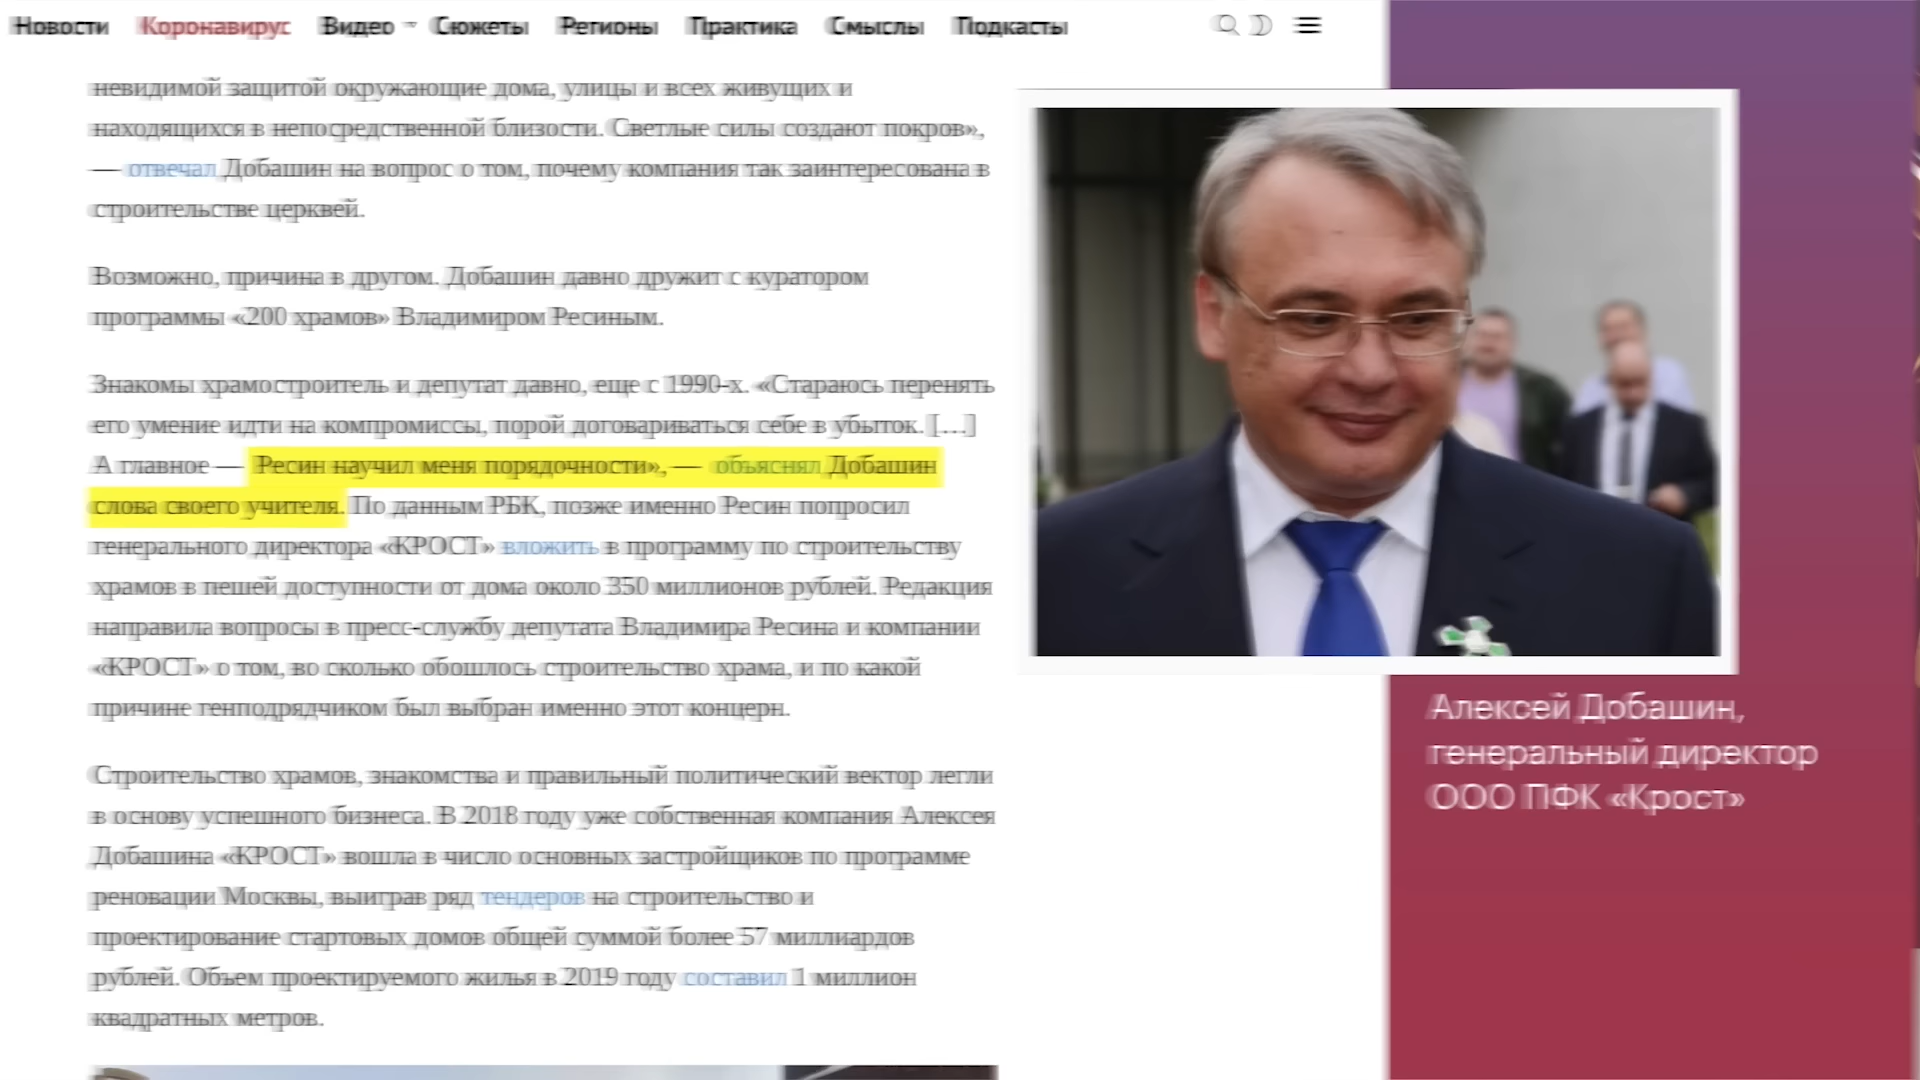 Новости Коронавирус Видео Сюжеты Регионы Практика Смыслы Подкасты
невидимой защитой окружающие дома, улицы и всех живущих и
находящихся в непосредственной близости. Светлые силы создают покров»,
— отвечал Добашин на вопрос о том, почему компания так заинтересована в
строительстве церквей.
Возможно, причина в другом. Добашин давно дружит с куратором
программы «200 храмов» Владимиром Ресиным.
Знакомы храмостроитель и депутат давно, еще с 1990-х. «Стараюсь перенять
его умение идти на компромиссы, порой договариваться себе в убыток. […]
А главное — Ресин научил меня порядочности», — объяснял Добашин
слова своего учителя. По данным РБК, позже именно Ресин попросил
генерального директора «КРОСТ» вложить в программу по строительству
храмов в пешей доступности от дома около 350 миллионов рублей. Редакция
направила вопросы в пресс-службу депутата Владимира Ресина и компании
«КРОСТ» о том, во сколько обошлось строительство храма, и по какой
причине генподрядчиком был выбран именно этот концерн.
Строительство храмов, знакомства и правильный политический вектор легли
в основу успешного бизнеса. В 2018 году уже собственная компания Алексея
Добашина «КРОСТ» вошла в число основных застройщиков по программе
реновации Москвы, выиграв ряд тендеров на строительство и
проектирование стартовых домов общей суммой более 57 миллиардов
рублей. Объем проектируемого жилья в 2019 году составил 1 миллион
квадратных метров.
Алексей Добашин,
генеральный директор
ООО ПФК «Крост»